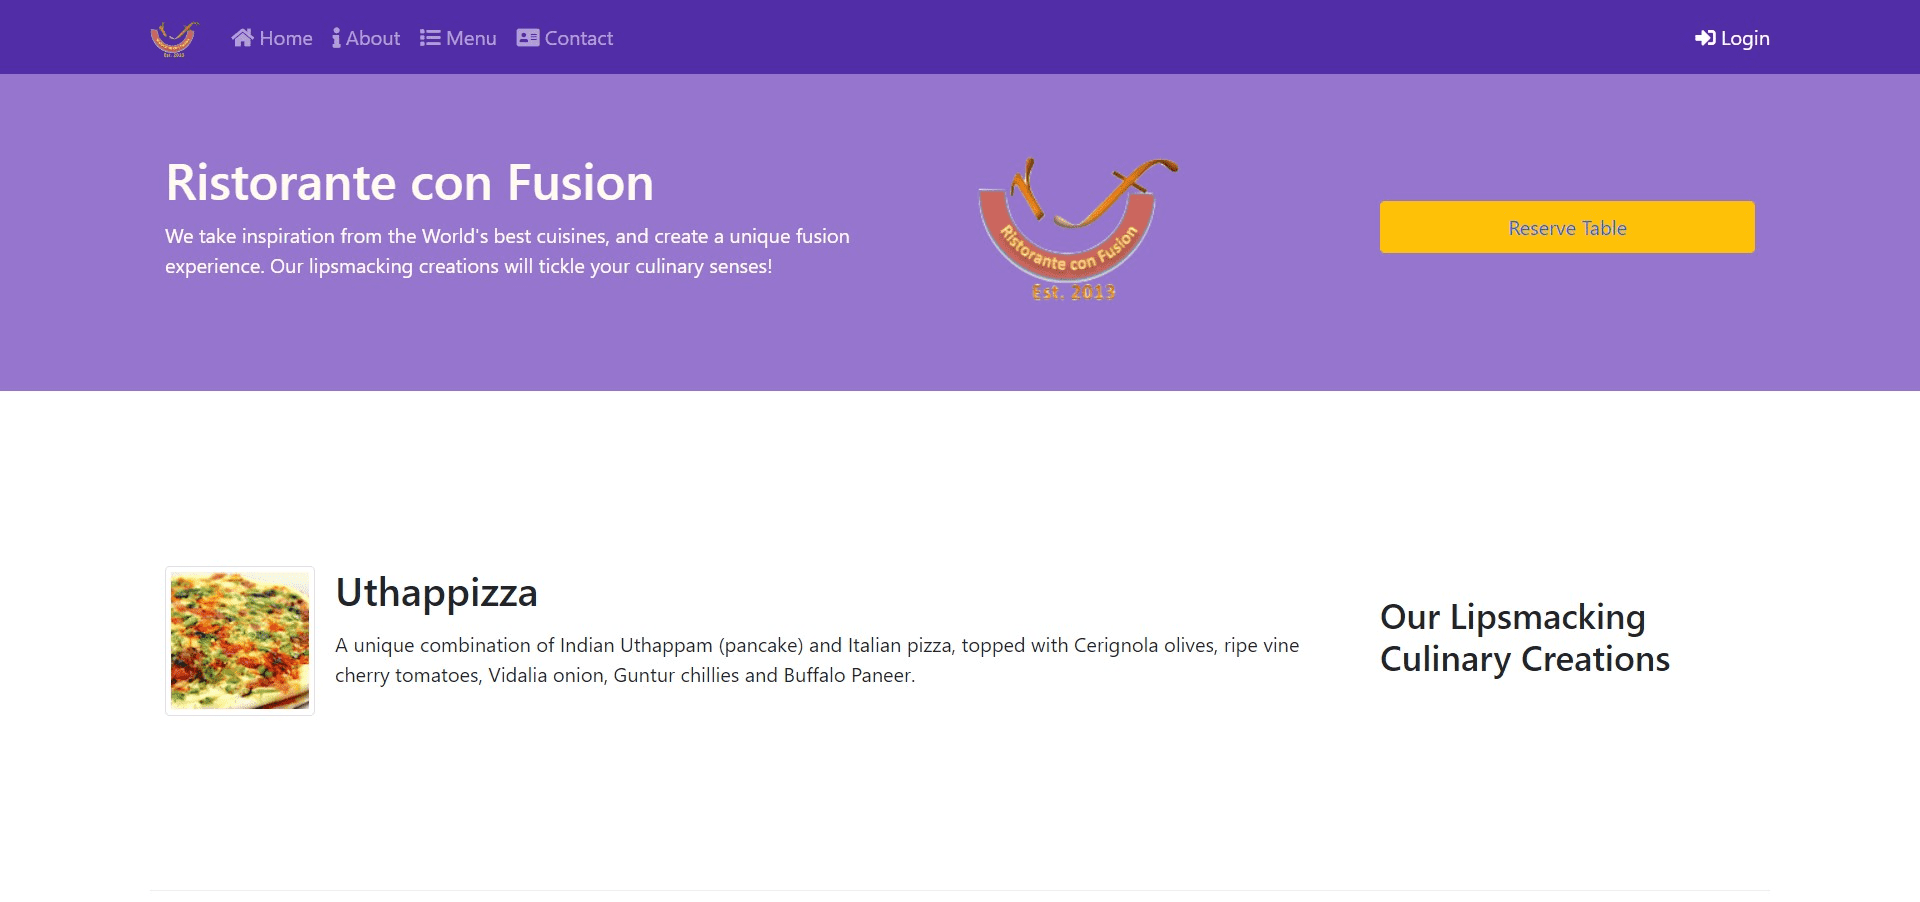 Home About Menu Contact Login
Ristorante con Fusion
We take inspiration from the World's best cuisines, and create a unique fusion
experience. Our lipsmacking creations will tickle your culinary senses!
Ristorante con Fusion
Est. 2013
Reserve Table
Uthappizza
A unique combination of Indian Uthappam (pancake) and Italian pizza, topped with Cerignola olives, ripe vine
cherry tomatoes, Vidalia onion, Guntur chillies and Buffalo Paneer.
Our Lipsmacking
Culinary Creations